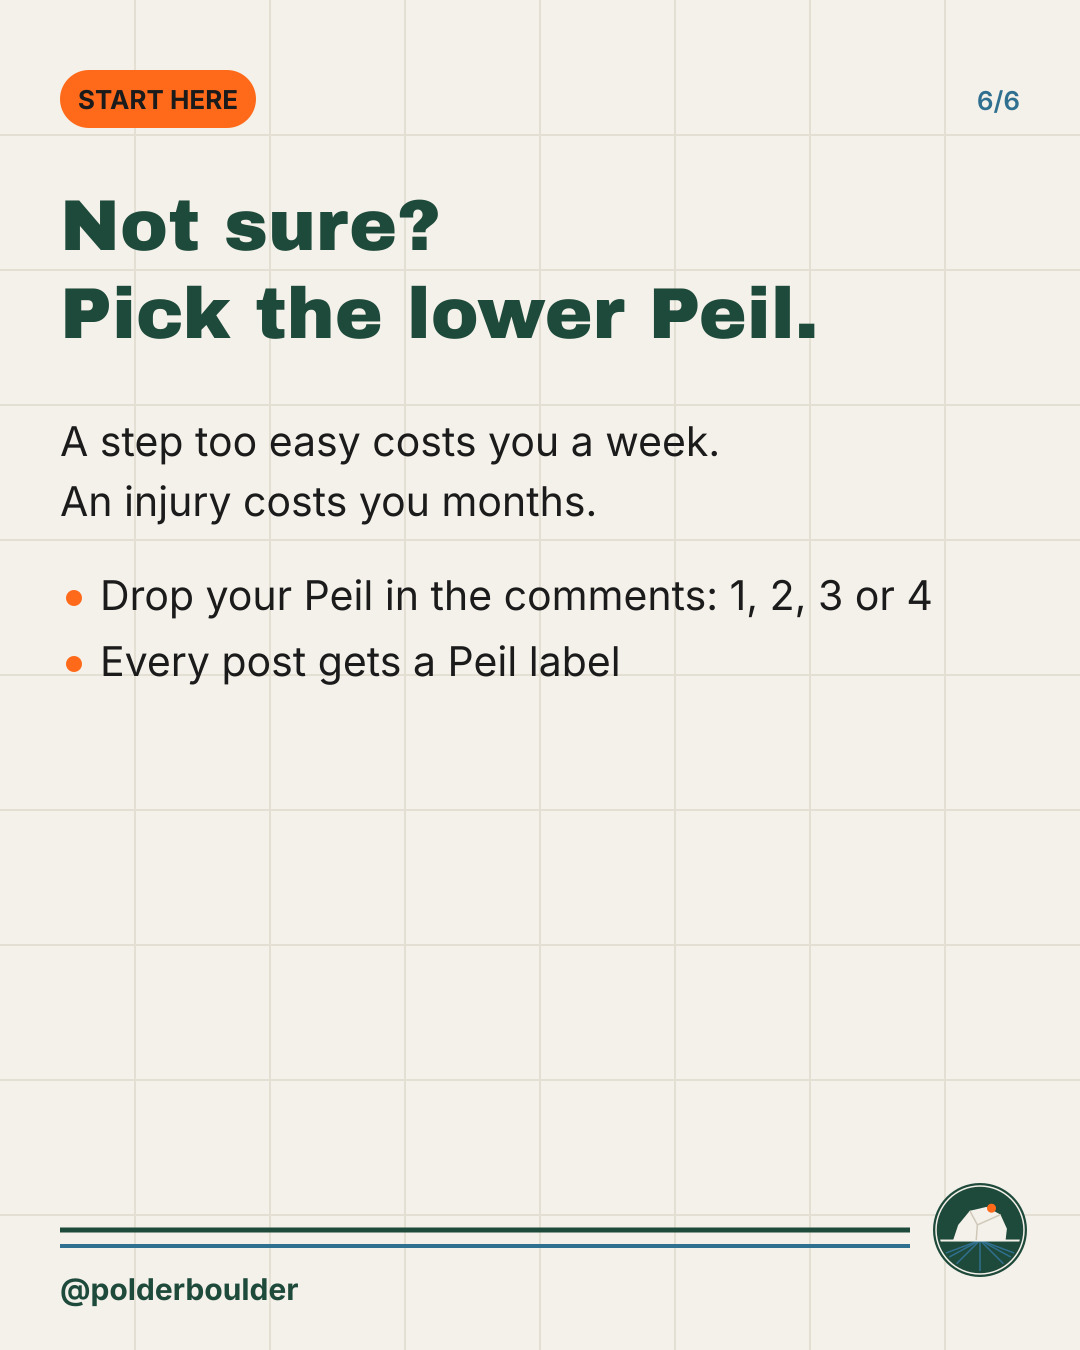 START HERE
6/6
Not sure?
Pick the lower Peil.
A step too easy costs you a week.
An injury costs you months.
• Drop your Peil in the comments: 1, 2, 3 or 4
• Every post gets a Peil label
@polderboulder